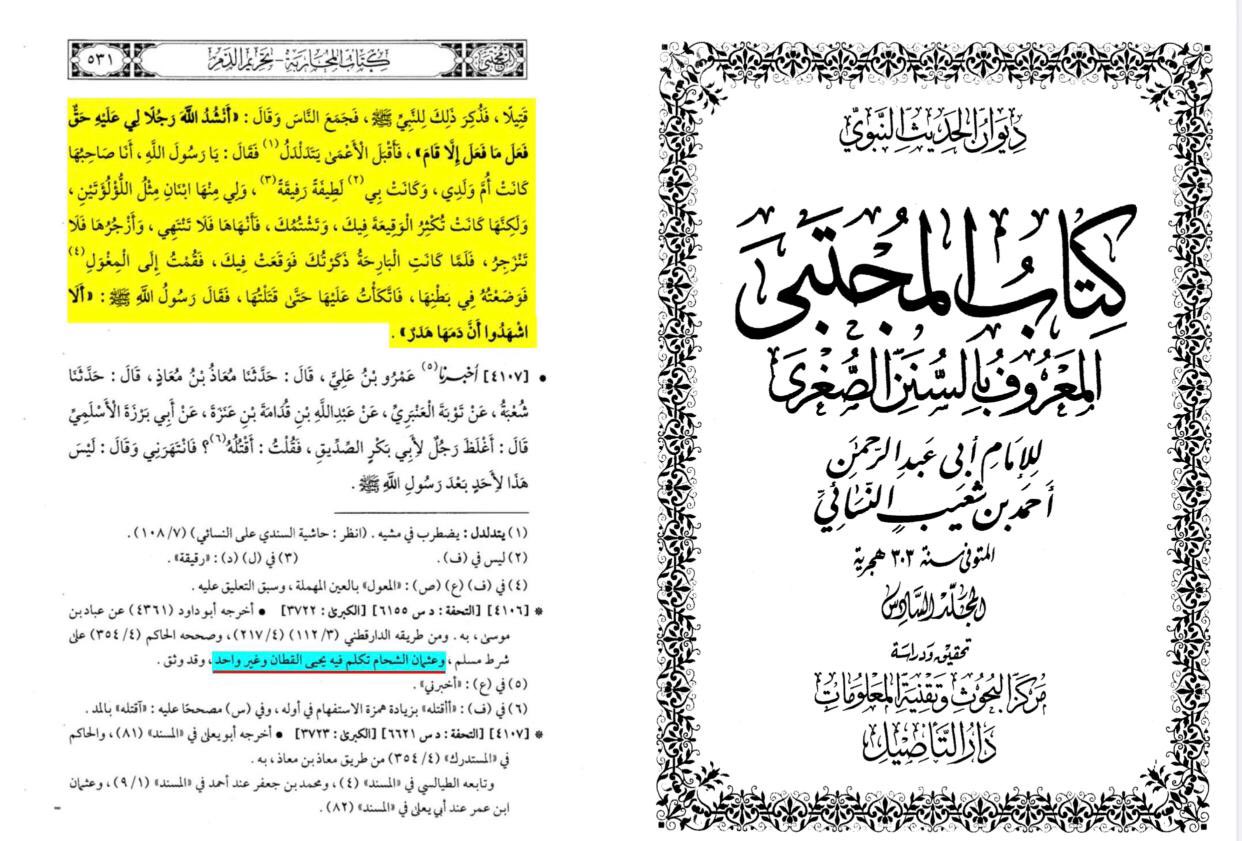 ٥٣١
كتاب المحاربة - تحريم الدم
المجتبى
قَتِيلًا ، فَذُكِرَ ذَلِكَ لِلنَّبِيِّ ﷺ ، فَجَمَعَ النَّاسَ وَقَالَ : «أَنْشُدُ اللَّهَ رَجُلًا لِي عَلَيْهِ حَقٌّ
فَعَلَ مَا فَعَلَ إِلَّا قَامَ» ، فَأَقْبَلَ الْأَعْمَى يَتَدَلْدَلُ (١) فَقَالَ : يَا رَسُولَ اللَّهِ ، أَنَا صَاحِبُهَا
كَانَتْ أُمَّ وَلَدِي ، وَكَانَتْ بِي (٢) لَطِيفَةً رَفِيقَةً (٣) ، وَلِي مِنْهَا ابْنَانِ مِثْلُ اللُّؤْلُؤَتَيْنِ ،
وَلَكِنَّهَا كَانَتْ تُكْثِرُ الْوَقِيعَةَ فِيكَ ، وَتَشْتُمُكَ ، فَأَنْهَاهَا فَلَا تَنْتَهِي ، وَأَزْجُرُهَا فَلَا
تَنْزَجِرُ ، فَلَمَّا كَانَتِ الْبَارِحَةُ ذَكَرْتُكَ فَوَقَعَتْ فِيكَ ، فَقُمْتُ إِلَى الْمِغْوَلِ (٤)
فَوَضَعْتُهُ فِي بَطْنِهَا ، فَاتَّكَأْتُ عَلَيْهَا حَتَّى قَتَلْتُهَا ، فَقَالَ رَسُولُ اللَّهِ ﷺ : «أَلَا
اشْهَدُوا أَنَّ دَمَهَا هَدَرٌ» .
• [٤١٠٧] أخبرنا (٥) عَمْرُو بْنُ عَلِيٍّ ، قَالَ : حَدَّثَنَا مُعَاذُ بْنُ مُعَاذٍ ، قَالَ : حَدَّثَنَا
شُعْبَةُ ، عَنْ تَوْبَةَ الْعَنْبَرِيِّ ، عَنْ عَبْدِاللَّهِ بْنِ قُدَامَةَ بْنِ عَنَزَةَ ، عَنْ أَبِي بَرْزَةَ الْأَسْلَمِيِّ
قَالَ : أَغْلَظَ رَجُلٌ لِأَبِي بَكْرٍ الصِّدِّيقِ ، فَقُلْتُ : أَقْتُلُهُ (٦) ؟ فَانْتَهَرَنِي وَقَالَ : لَيْسَ
هَذَا لِأَحَدٍ بَعْدَ رَسُولِ اللَّهِ ﷺ .
(١) يتدلدل : يضطرب في مشيه . (انظر : حاشية السندي على النسائي) (٧/ ١٠٨) .
(٢) ليس في (ف) . (٣) في (ل) (د) : «رقيقة» .
(٤) في (ف) (ع) (ص) : «المعول» بالعين المهملة ، وسبق التعليق عليه .
* [٤١٠٦] [التحفة : د س ٦١٥٥] [الكبرى : ٣٧٢٢] • أخرجه أبو داود (٤٣٦١) عن عباد بن
موسى ، به . ومن طريقه الدارقطني (٣/ ١١٢) (٤/ ٢١٧) ، وصححه الحاكم (٤/ ٣٥٤) على
شرط مسلم ، وعثمان الشحام تكلم فيه يحيى القطان وغير واحد ، وقد وثق .
(٥) في (ع) : «أخبرني» .
(٦) في (ف) : «أأقتله» بزيادة همزة الاستفهام في أوله ، وفي (س) مصححًا عليه : «آقتله» بالمد .
* [٤١٠٧] [التحفة : د س ٦٦٢١] [الكبرى : ٣٧٢٣] • أخرجه أبو يعلى في «المسند» (٨١) ، والحاكم
في «المستدرك» (٤/ ٣٥٤) من طريق معاذ بن معاذ ، به .
وتابعه الطيالسي في «المسند» (٤) ، ومحمد بن جعفر عند أحمد في «المسند» (١/ ٩) ، وعثمان
ابن عمر عند أبي يعلى في «المسند» (٨٢) .
ديوان الحديث النبوي
كتاب المجتبى
المعروف بالسنن الصغرى
للإمام أبي عبد الرحمن
أحمد بن شعيب النسائي
المتوفى سنة ٣٠٣ هجرية
المجلد السادس
تحقيق ودراسة
مركز البحوث وتقنية المعلومات
دار التأصيل